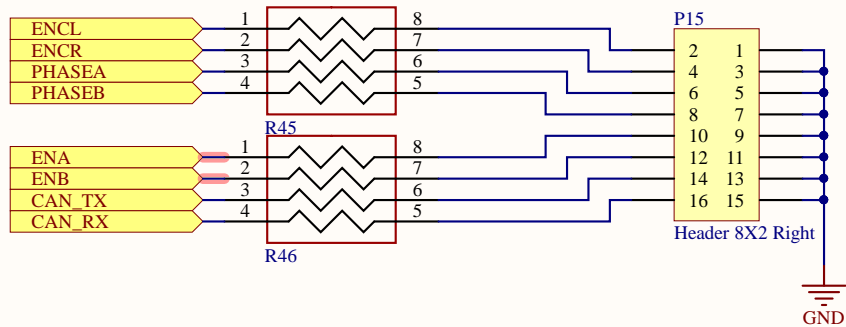 P15
ENCL 1 8
ENCR 2 7 2 1
PHASEA 3 6 4 3
PHASEB 4 5 6 5
8 7
R45
10 9
ENA 1 8
12 11
ENB 2 7
14 13
CAN_TX 3 6
16 15
CAN_RX 4 5
Header 8X2 Right
R46
GND